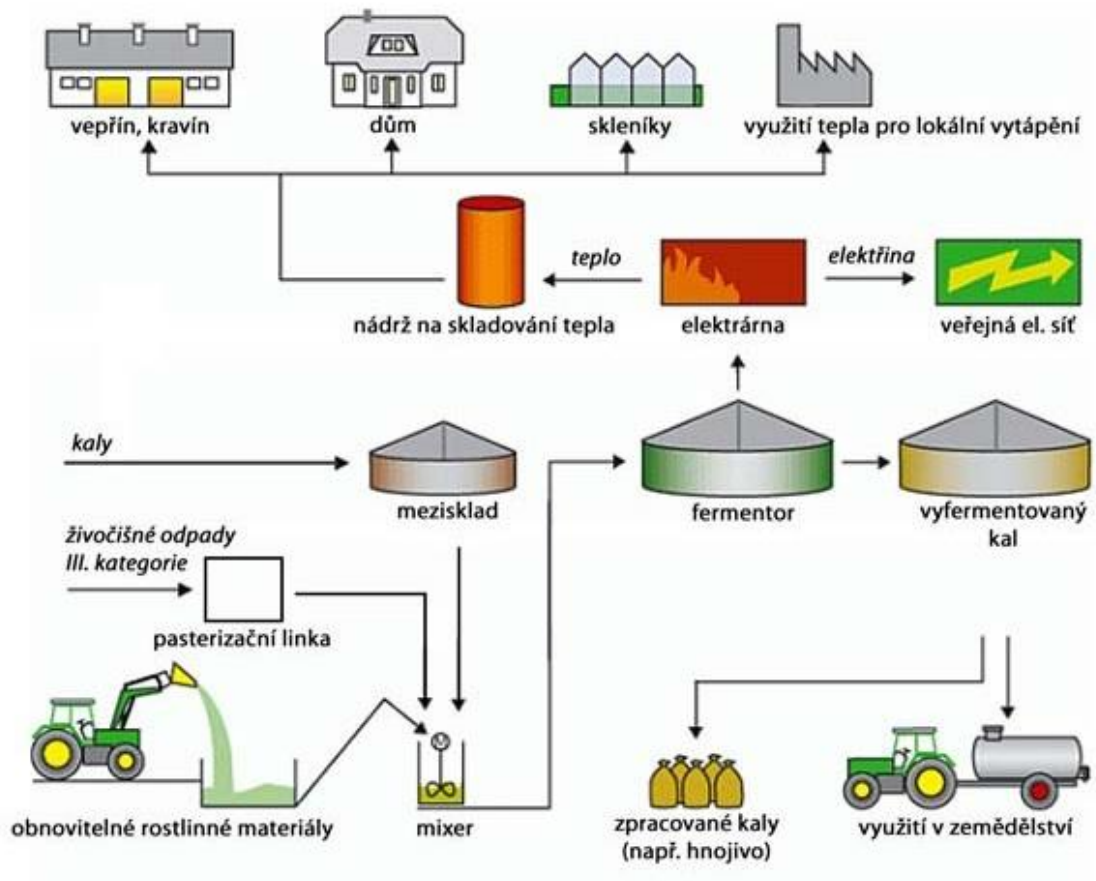 vepřín, kravín
dům
skleníky
využití tepla pro lokální vytápění
teplo
elektřina
nádrž na skladování tepla
elektrárna
veřejná el. síť
kaly
mezisklad
fermentor
vyfermentovaný
kal
živočišné odpady
III. kategorie
pasterizační linka
M
obnovitelné rostlinné materiály
mixer
zpracované kaly
(např. hnojivo)
využití v zemědělství